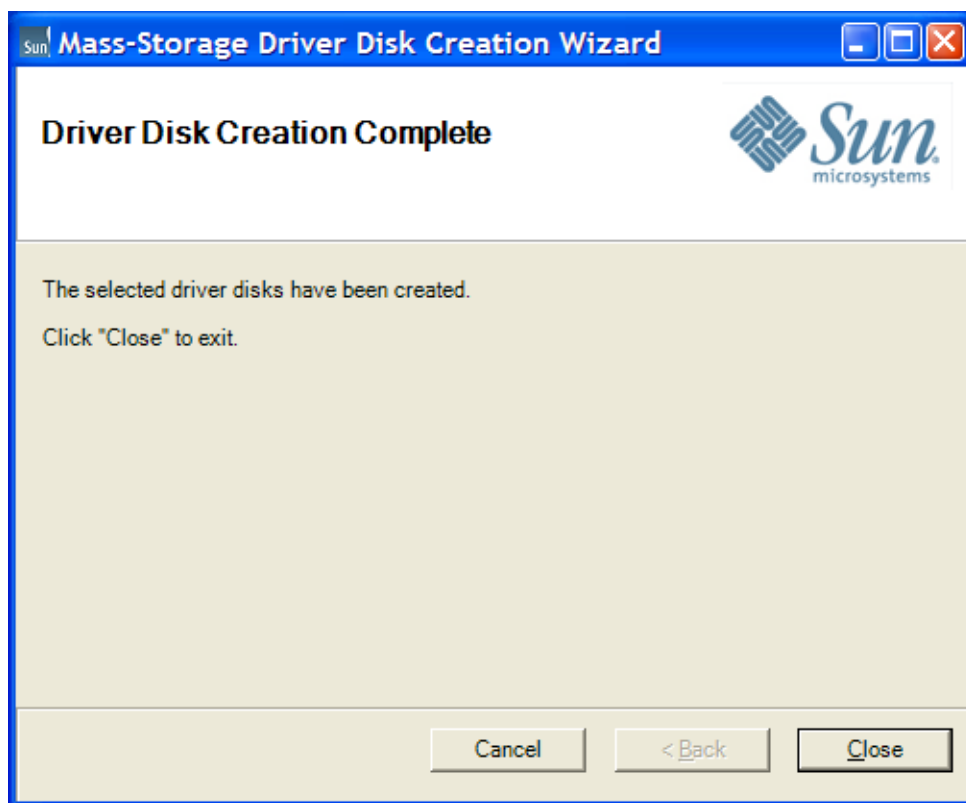 Sun Mass-Storage Driver Disk Creation Wizard
Driver Disk Creation Complete
Sun
microsystems
The selected driver disks have been created.
Click "Close" to exit.
Cancel
< Back
Close